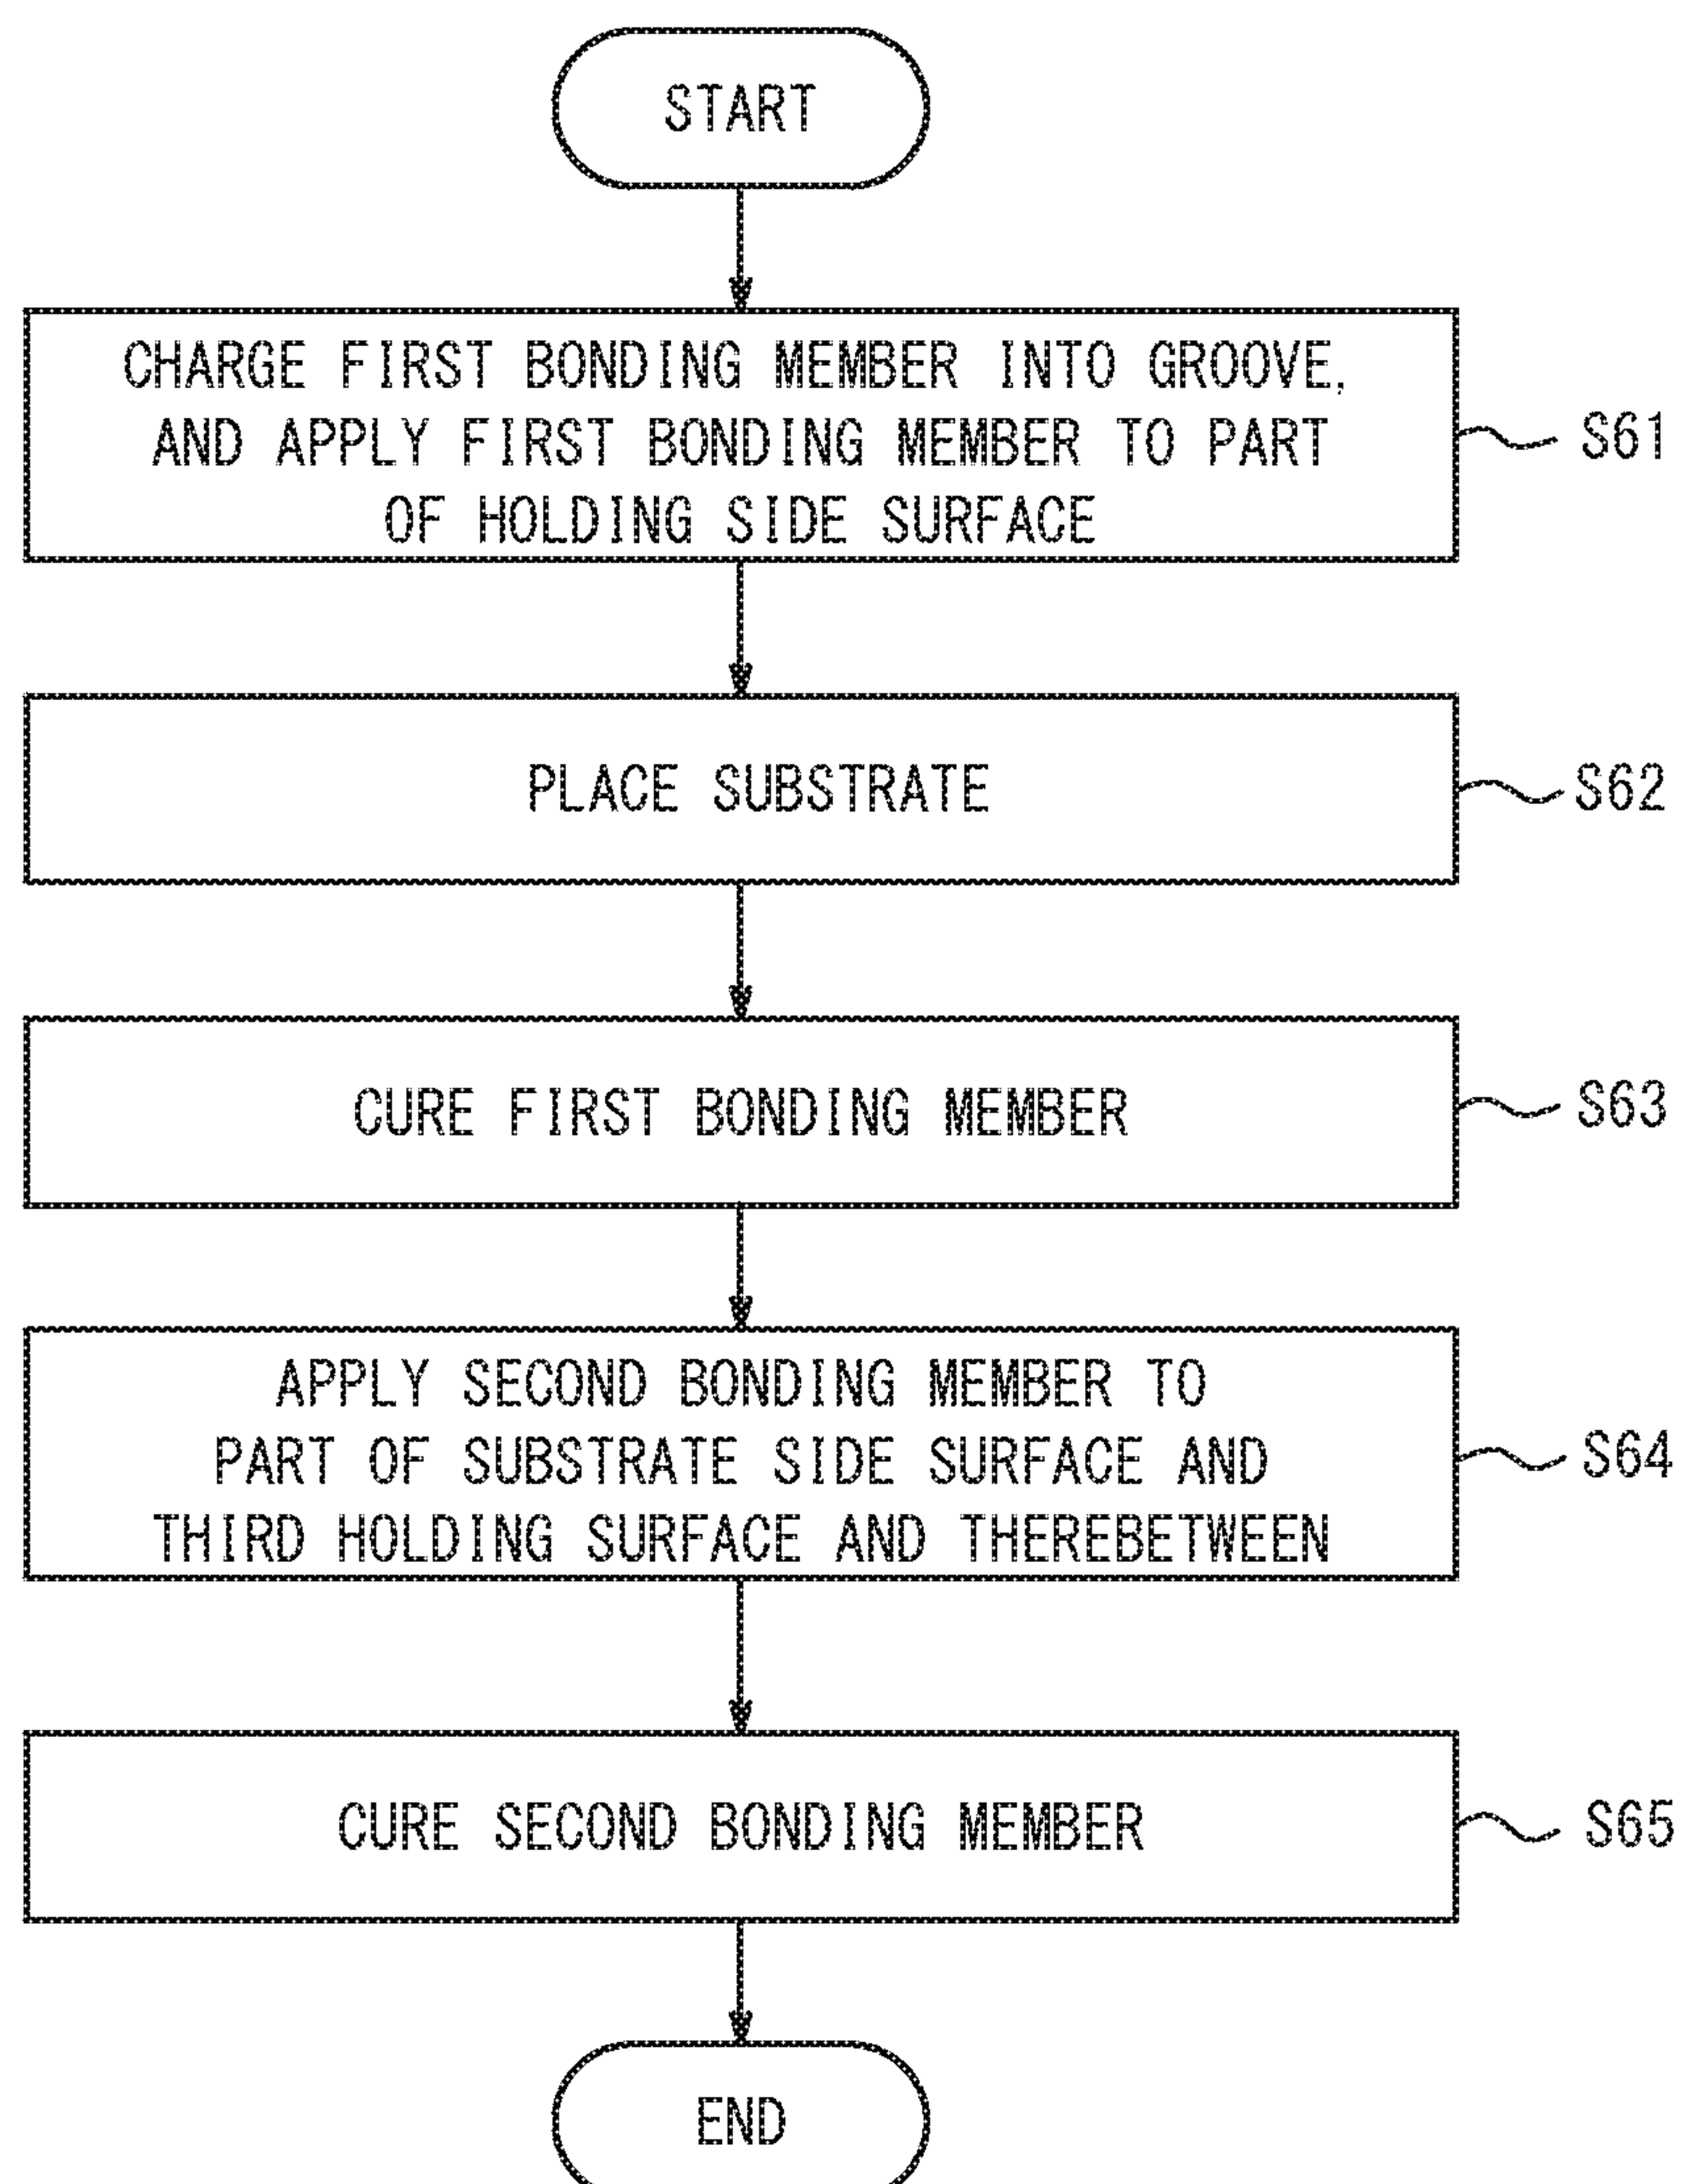 START
CHARGE FIRST BONDING MEMBER INTO GROOVE,
AND APPLY FIRST BONDING MEMBER TO PART
OF HOLDING SIDE SURFACE
S61
PLACE SUBSTRATE
S62
CURE FIRST BONDING MEMBER
S63
APPLY SECOND BONDING MEMBER TO
PART OF SUBSTRATE SIDE SURFACE AND
THIRD HOLDING SURFACE AND THEREBETWEEN
S64
CURE SECOND BONDING MEMBER
S65
END